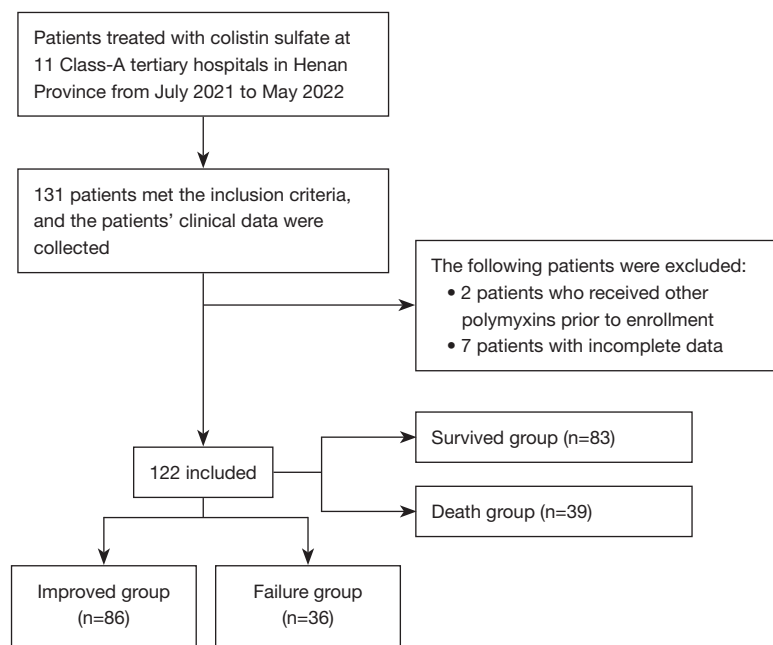 Patients treated with colistin sulfate at
11 Class-A tertiary hospitals in Henan
Province from July 2021 to May 2022
131 patients met the inclusion criteria,
and the patients’ clinical data were
collected
The following patients were excluded:
• 2 patients who received other
polymyxins prior to enrollment
• 7 patients with incomplete data
Survived group (n=83)
122 included
Death group (n=39)
Improved group
(n=86)
Failure group
(n=36)